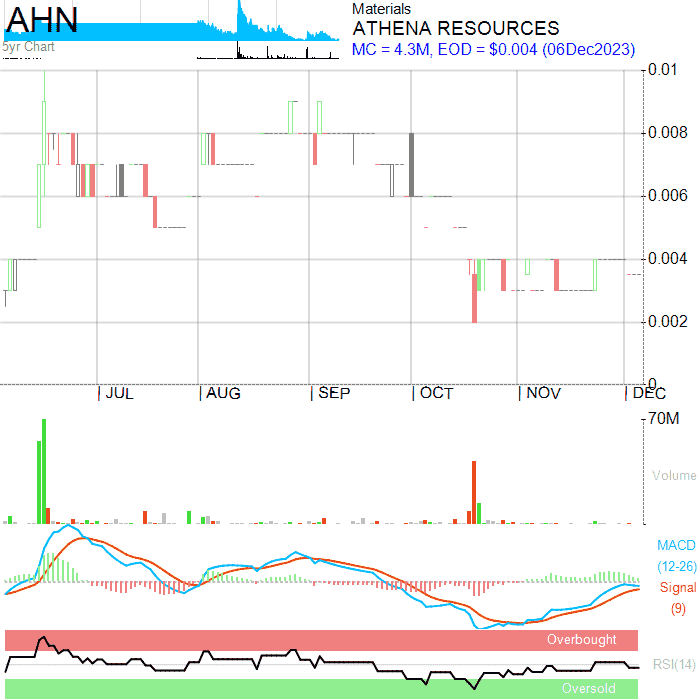 AHN
5yr Chart
Materials
ATHENA RESOURCES
MC = 4.3M, EOD = $0.004 (06Dec2023)
0.01
0.008
0.006
0.004
0.002
0
JUL
AUG
SEP
OCT
NOV
DEC
70M
Volume
MACD
(12-26)
Signal
(9)
Overbought
RSI(14)
Oversold